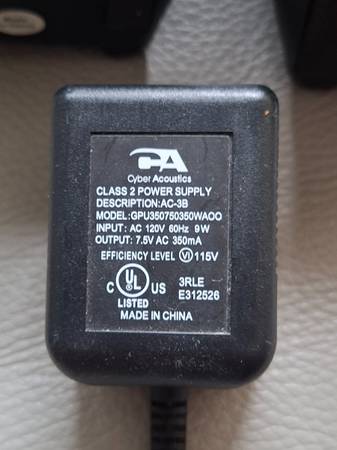 CA
Cyber Acoustics
CLASS 2 POWER SUPPLY
DESCRIPTION:AC-3B
MODEL:GPU350750350WAOO
INPUT: AC 120V 60Hz 9W
OUTPUT: 7.5V AC 350mA
EFFICIENCY LEVEL VI 115V
C UL US
LISTED
3RLE
E312526
MADE IN CHINA